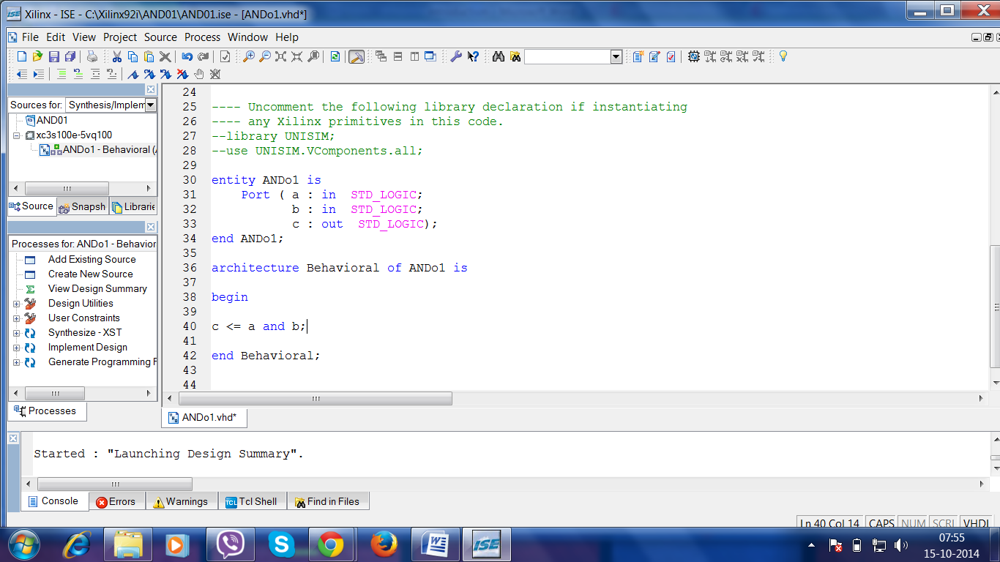 Xilinx - ISE - C:\Xilinx92i\AND01\AND01.ise - [ANDo1.vhd*]
File Edit View Project Source Process Window Help
Sources for: Synthesis/Implem
AND01
xc3s100e-5vq100
ANDo1 - Behavioral (
Source Snapsh Librarie
Processes for: ANDo1 - Behavior
Add Existing Source
Create New Source
View Design Summary
Design Utilities
User Constraints
Synthesize - XST
Implement Design
Generate Programming F
Processes
24
25 ---- Uncomment the following library declaration if instantiating
26 ---- any Xilinx primitives in this code.
27 --library UNISIM;
28 --use UNISIM.VComponents.all;
29
30 entity ANDo1 is
31 Port ( a : in STD_LOGIC;
32 b : in STD_LOGIC;
33 c : out STD_LOGIC);
34 end ANDo1;
35
36 architecture Behavioral of ANDo1 is
37
38 begin
39
40 c <= a and b;
41
42 end Behavioral;
43
44
ANDo1.vhd*
Started : "Launching Design Summary".
Console Errors Warnings TCL Tcl Shell Find in Files
Ln 40 Col 14 CAPS NUM SCRL VHDL
ISE
07:55
15-10-2014